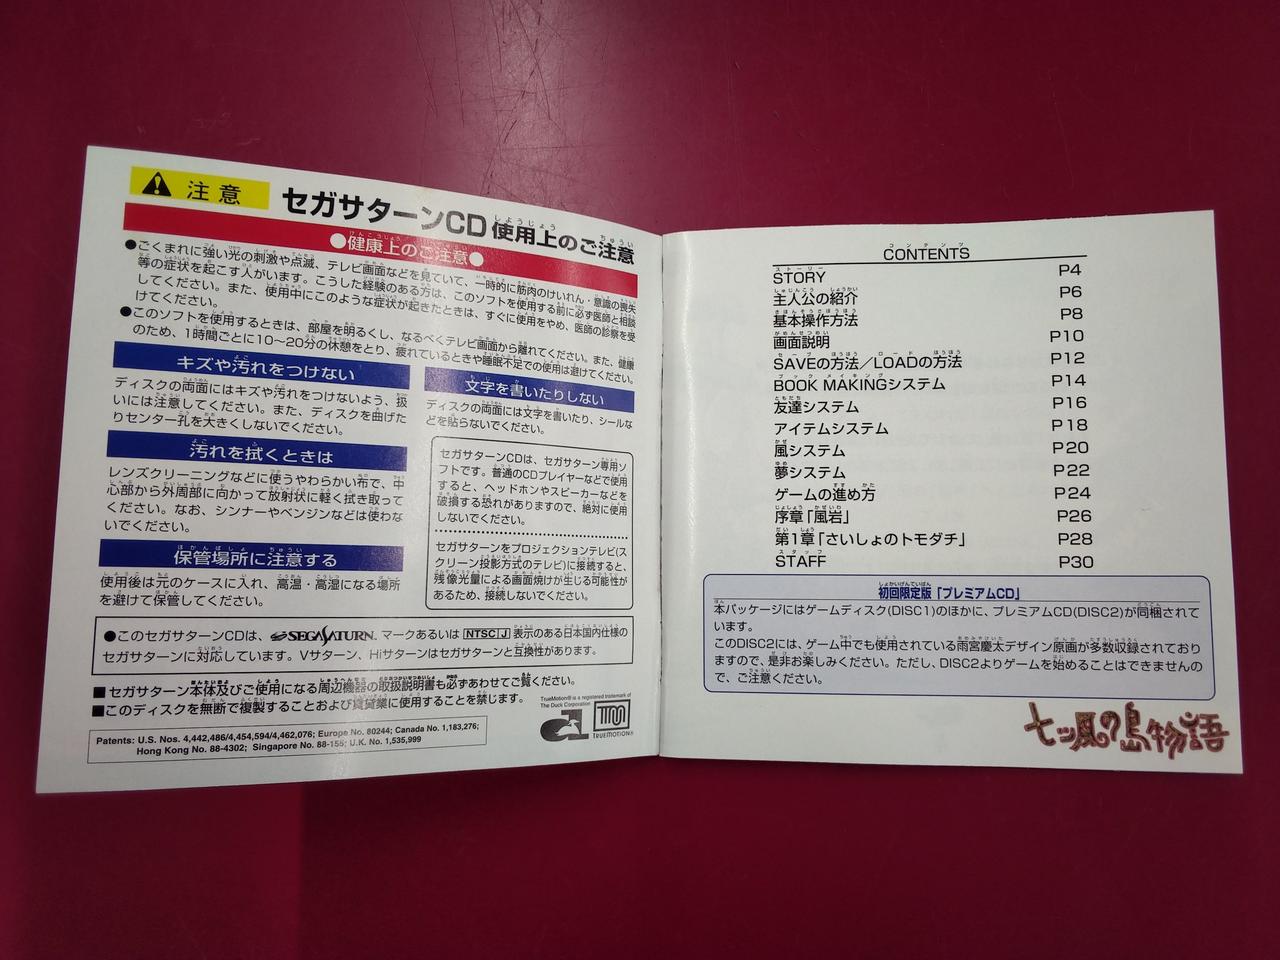 注意
セガサターンCD使用上のご注意
●健康上のご注意●
●ごくまれに強い光の刺激や点滅、テレビ画面などを見ていて、一時的に筋肉のけいれん・意識の喪失
等の症状を起こす人がいます。こうした経験のある方は、このソフトを使用する前に必ず医師と相談
してください。また、使用中にこのような症状が起きたときは、すぐに使用をやめ、医師の診察を受
けてください。
●このソフトを使用するときは、部屋を明るくし、なるべくテレビ画面から離れてください。また、健康
のため、1時間ごとに10〜20分の休憩をとり、疲れているときや睡眠不足での使用は避けてください。
キズや汚れをつけない
ディスクの両面にはキズや汚れをつけないよう、扱
いには注意してください。また、ディスクを曲げた
りセンター孔を大きくしないでください。
汚れを拭くときは
レンズクリーニングなどに使うやわらかい布で、中
心部から外周部に向かって放射状に軽く拭き取って
ください。なお、シンナーやベンジンなどは使わな
いでください。
保管場所に注意する
使用後は元のケースに入れ、高温・高湿になる場所
を避けて保管してください。
文字を書いたりしない
ディスクの両面には文字を書いたり、シールな
どを貼らないでください。
セガサターンCDは、セガサターン専用ソ
フトです。普通のCDプレイヤーなどで使用
すると、ヘッドホンやスピーカーなどを
破損する恐れがありますので、絶対に使用
しないでください。
セガサターンをプロジェクションテレビ(ス
クリーン投影方式のテレビ)に接続すると、
残像光量による画面焼けが生じる可能性が
あるため、接続しないでください。
●このセガサターンCDは、SEGA SATURN. マークあるいは NTSC J 表示のある日本国内仕様の
セガサターンに対応しています。Vサターン、Hiサターンはセガサターンと互換性があります。
■セガサターン本体及びご使用になる周辺機器の取扱説明書も必ずあわせてご覧ください。
■このディスクを無断で複製することおよび賃貸業に使用することを禁じます。
Patents: U.S. Nos. 4,442,486/4,454,594/4,462,076; Europe No. 80244; Canada No. 1,183,276;
Hong Kong No. 88-4302; Singapore No. 88-155; U.K. No. 1,535,999
TrueMotion® is a registered trademark of
The Duck Corporation
TRUEMOTION®
コンテンツ
CONTENTS
STORY P4
主人公の紹介 P6
基本操作方法 P8
画面説明 P10
SAVEの方法/LOADの方法 P12
BOOK MAKINGシステム P14
友達システム P16
アイテムシステム P18
風システム P20
夢システム P22
ゲームの進め方 P24
序章「風岩」 P26
第1章「さいしょのトモダチ」 P28
STAFF P30
初回限定版「プレミアムCD」
本パッケージにはゲームディスク(DISC1)のほかに、プレミアムCD(DISC2)が同梱されて
います。
このDISC2には、ゲーム中でも使用されている雨宮慶太デザイン原画が多数収録されており
ますので、是非お楽しみください。ただし、DISC2よりゲームを始めることはできませんの
で、ご注意ください。
七ツ風の島物語